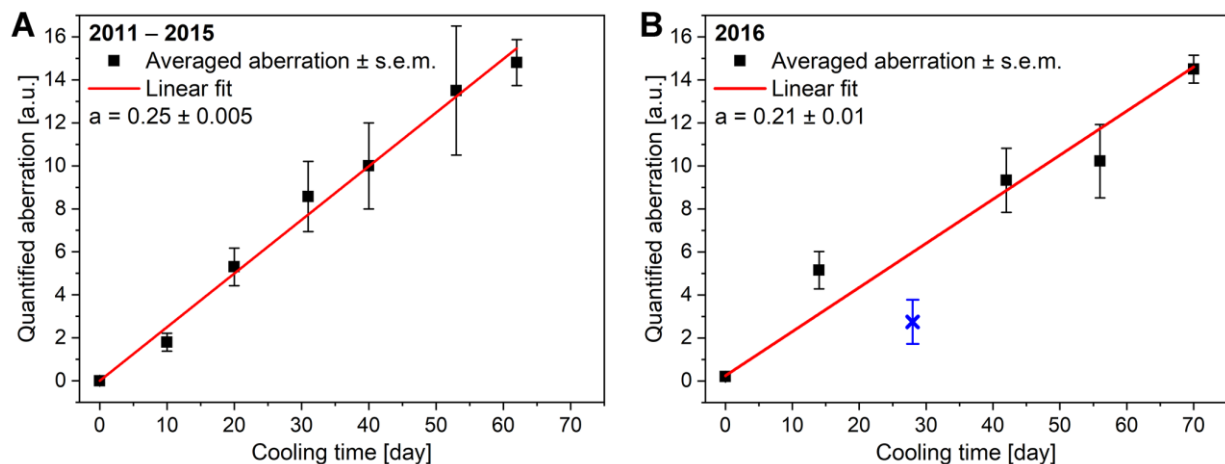 A
2011 – 2015
Averaged aberration ± s.e.m.
Linear fit
a = 0.25 ± 0.005
Quantified aberration [a.u.]
16
14
12
10
8
6
4
2
0
0 10 20 30 40 50 60 70
Cooling time [day]
B
2016
Averaged aberration ± s.e.m.
Linear fit
a = 0.21 ± 0.01
Quantified aberration [a.u.]
16
14
12
10
8
6
4
2
0
0 10 20 30 40 50 60 70
Cooling time [day]